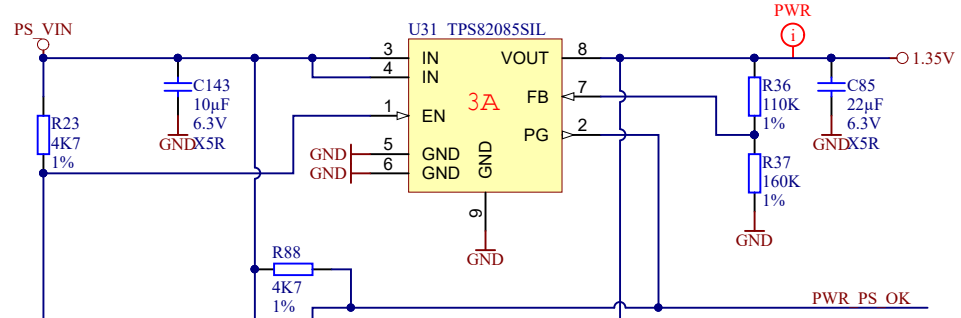 PWR
PS_VIN
U31 TPS82085SIL
i
3
IN
VOUT
8
1.35V
4
IN
C143
10µF
6.3V
X5R
GND
3A
FB
7
R36
110K
1%
C85
22µF
6.3V
X5R
GND
1
EN
PG
2
R23
4K7
1%
GND
5
GND
GND
6
GND
GND
9
GND
R37
160K
1%
GND
R88
4K7
1%
PWR_PS_OK